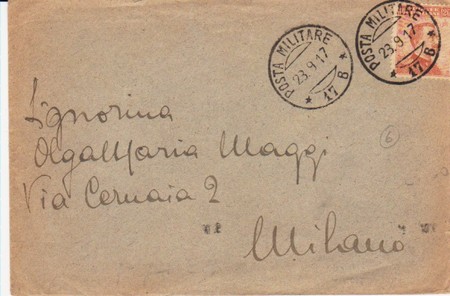 POSTA MILITARE
23.9.17
* 17 B *
POSTA MILITARE
23.9.17
* 17 B *
6
Signorina
Olga Maria Maggi
Via Cernaia 2
" Milano "